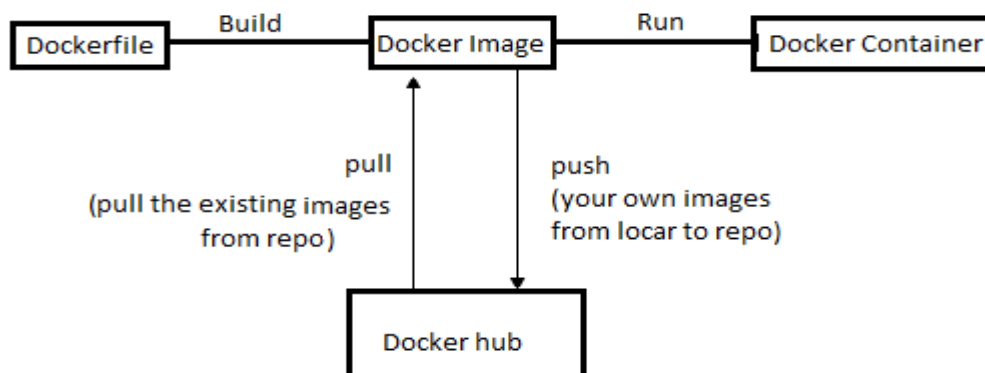 Build
Run
Dockerfile
Docker Image
Docker Container
pull
(pull the existing images
from repo)
push
(your own images
from locar to repo)
Docker hub